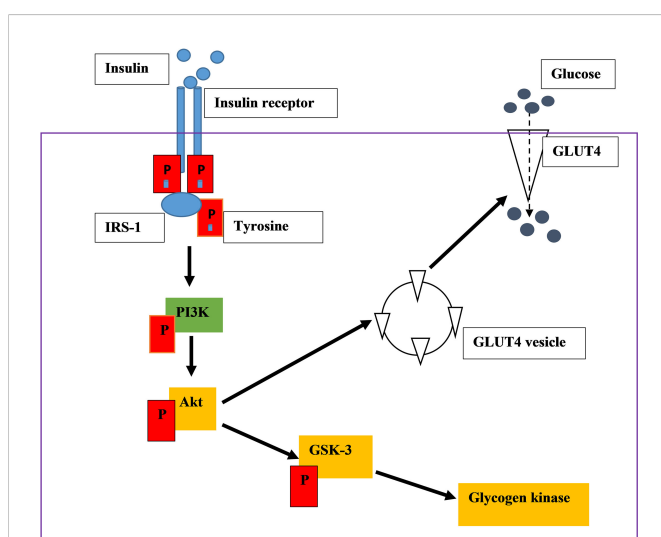 Insulin
Glucose
Insulin receptor
GLUT4
P P
P
IRS-1
Tyrosine
PI3K
P
GLUT4 vesicle
Akt
P
GSK-3
P
Glycogen kinase